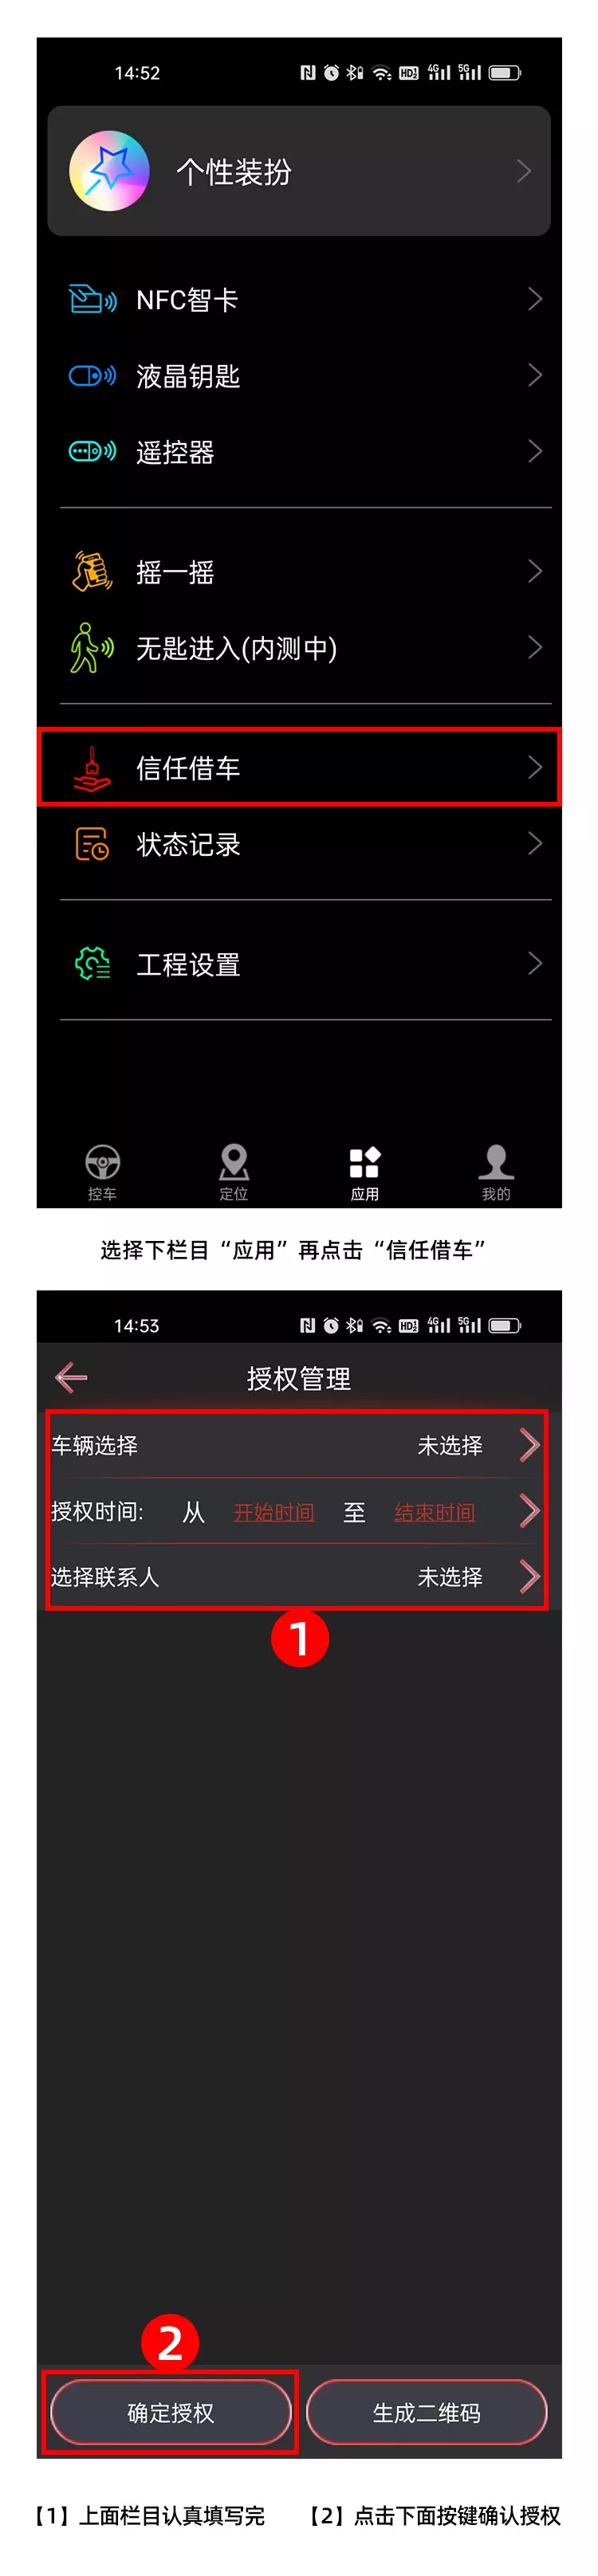 14:52
HD2 4G 5G
个性装扮
NFC智卡
液晶钥匙
遥控器
摇一摇
无匙进入(内测中)
信任借车
状态记录
工程设置
控车 定位 应用 我的
选择下栏目“应用”再点击“信任借车”
14:53
HD2 4G 5G
授权管理
车辆选择 未选择
授权时间: 从 开始时间 至 结束时间
选择联系人 未选择
1
2
确定授权 生成二维码
【1】上面栏目认真填写完 【2】点击下面按键确认授权